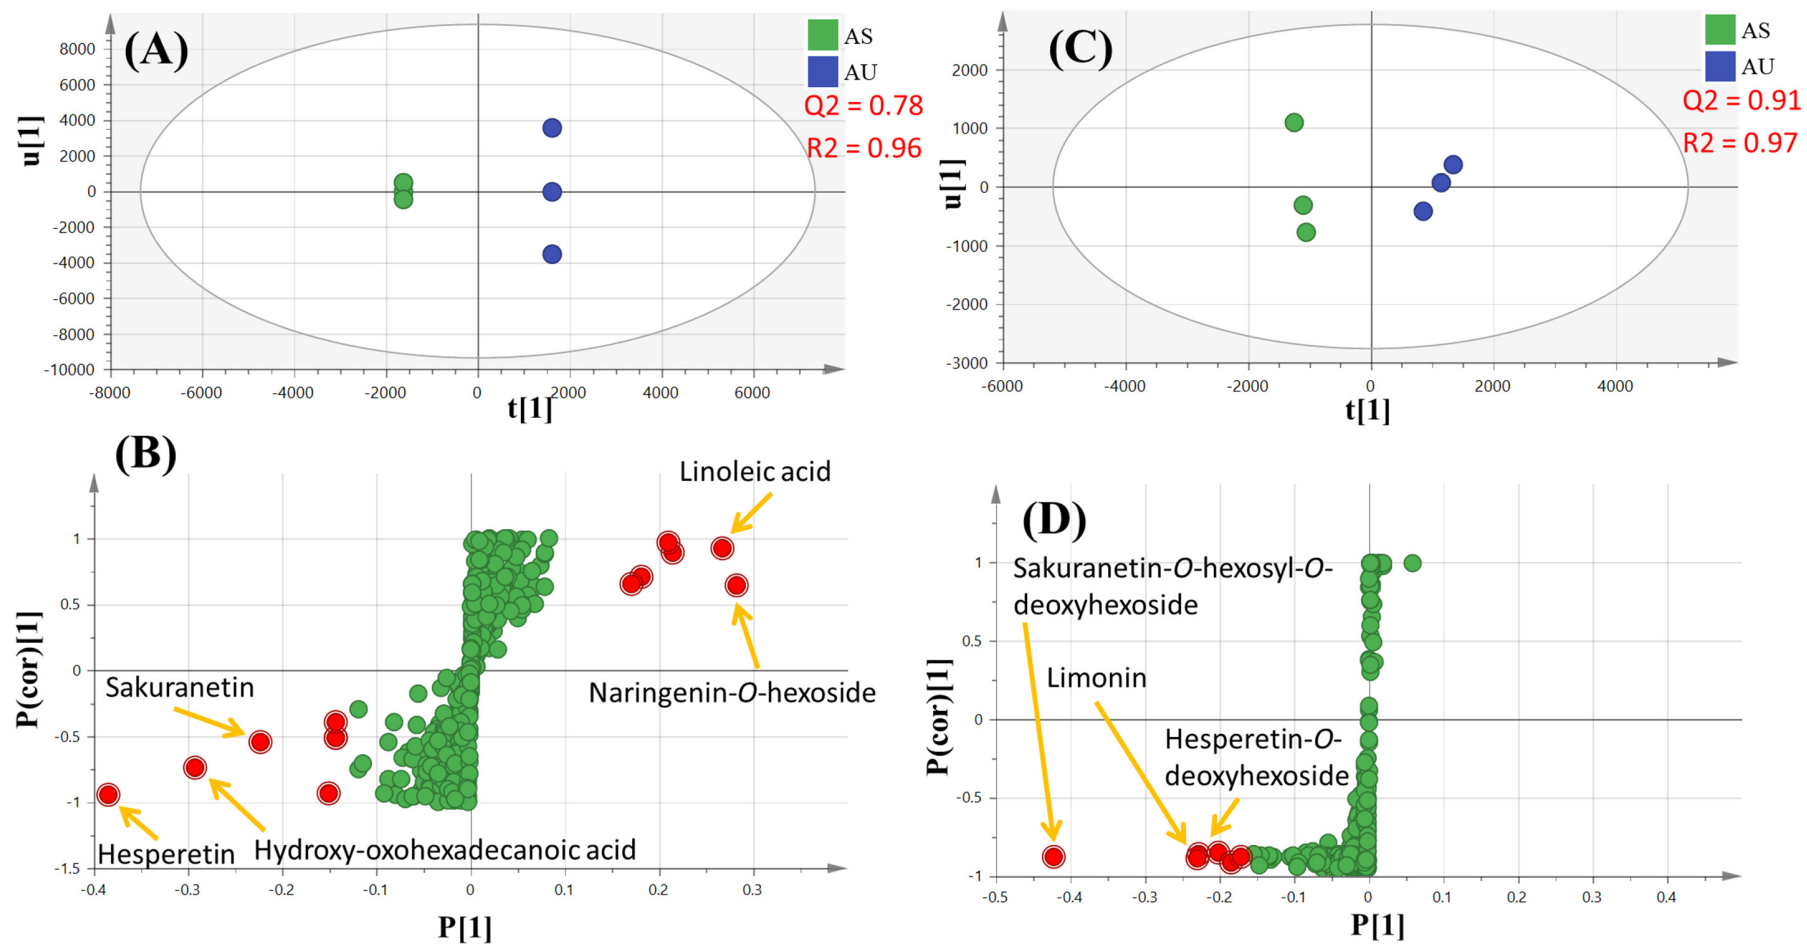 (A)
AS
AU
Q2 = 0.78
R2 = 0.96
u[1]
8000
6000
4000
2000
0
-2000
-4000
-6000
-8000
-10000
-8000 -6000 -4000 -2000 0 2000 4000 6000
t[1]
(C)
AS
AU
Q2 = 0.91
R2 = 0.97
u[1]
2000
1000
0
-1000
-2000
-3000
-6000 -4000 -2000 0 2000 4000
t[1]
(B)
Linoleic acid
Naringenin-O-hexoside
Sakuranetin
Hesperetin
Hydroxy-oxohexadecanoic acid
P(cor)[1]
1
0.5
0
-0.5
-1
-1.5
-0.4 -0.3 -0.2 -0.1 0 0.1 0.2 0.3
P[1]
(D)
Sakuranetin-O-hexosyl-O-
deoxyhexoside
Limonin
Hesperetin-O-
deoxyhexoside
P(cor)[1]
1
0.5
0
-0.5
-1
-0.5 -0.4 -0.3 -0.2 -0.1 0 0.1 0.2 0.3 0.4
P[1]